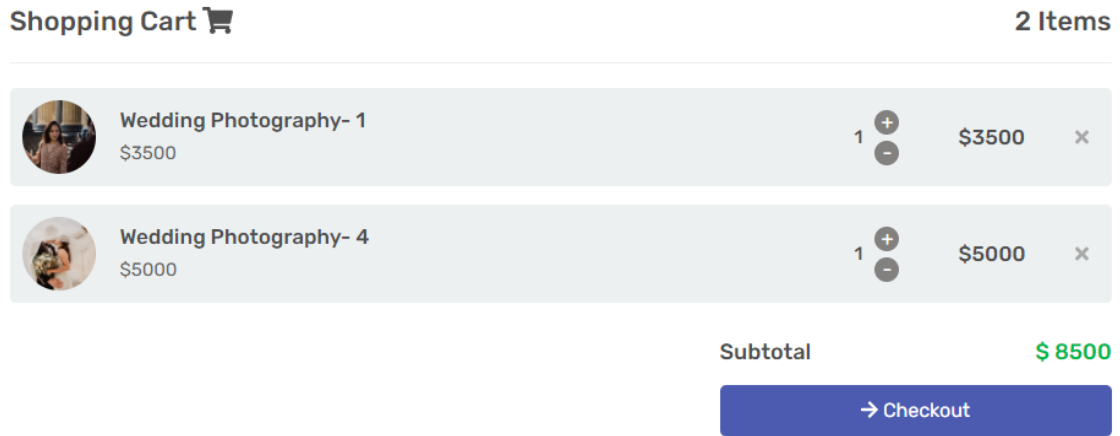 Shopping Cart
2 Items
Wedding Photography- 1
$3500
1
+
-
$3500
×
Wedding Photography- 4
$5000
1
+
-
$5000
×
Subtotal
$ 8500
→ Checkout